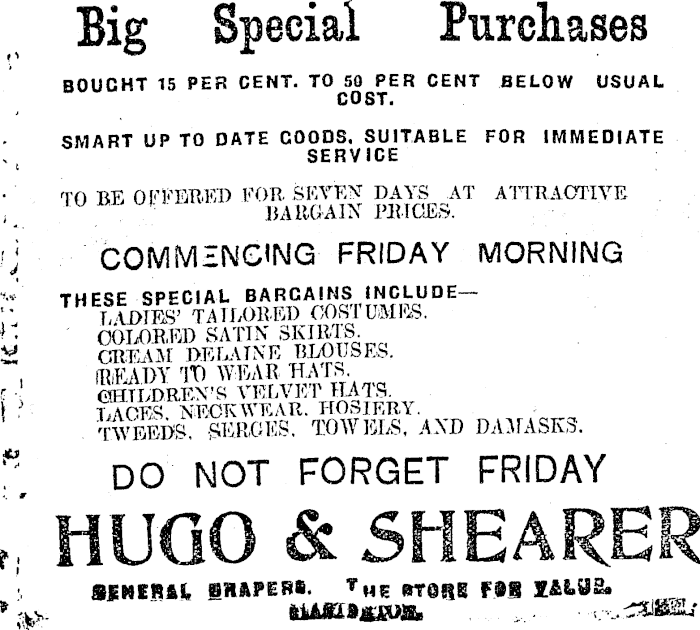 Big Special Purchases
BOUGHT 15 PER CENT. TO 50 PER CENT BELOW USUAL
COST.
SMART UP TO DATE GOODS, SUITABLE FOR IMMEDIATE
SERVICE
TO BE OFFERED FOR SEVEN DAYS AT ATTRACTIVE
BARGAIN PRICES.
COMMENCING FRIDAY MORNING
THESE SPECIAL BARGAINS INCLUDE—
LADIES' TAILORED COSTUMES.
COLORED SATIN SKIRTS.
CREAM DELAINE BLOUSES.
READY TO WEAR HATS.
CHILDREN'S VELVET HATS.
LACES, NECKWEAR, HOSIERY.
TWEEDS, SERGES, TOWELS, AND DAMASKS.
DO NOT FORGET FRIDAY
HUGO & SHEARER
GENERAL DRAPERS. THE STORE FOR VALUE.